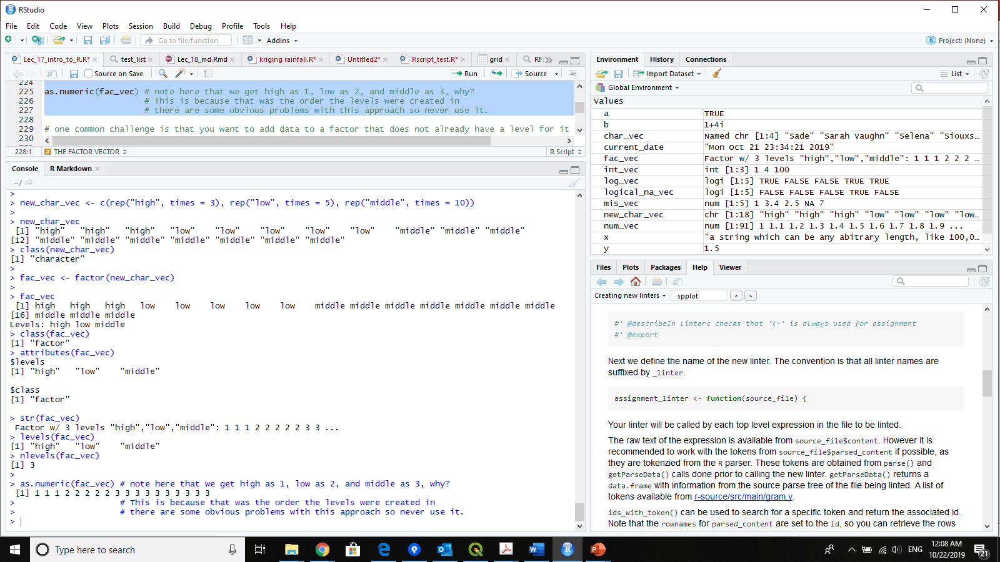 RStudio
File Edit Code View Plots Session Build Debug Profile Tools Help
Go to file/function Addins Project: (None)
Lec_17_intro_to_R.R* test_list Lec_18_md.Rmd kriging rainfall.R* Untitled2* Rscript_test.R* grid RF
Source on Save Run Source
224
225 as.numeric(fac_vec) # note here that we get high as 1, low as 2, and middle as 3, why?
226 # This is because that was the order the levels were created in
227 # there are some obvious problems with this approach so never use it.
228
229 # one common challenge is that you want to add data to a factor that does not already have a level for it
230
228:1 # THE FACTOR VECTOR R Script
Console R Markdown
~/
>
> new_char_vec <- c(rep("high", times = 3), rep("low", times = 5), rep("middle", times = 10))
>
> new_char_vec
[1] "high" "high" "high" "low" "low" "low" "low" "low" "middle" "middle" "middle"
[12] "middle" "middle" "middle" "middle" "middle" "middle" "middle"
> class(new_char_vec)
[1] "character"
>
> fac_vec <- factor(new_char_vec)
>
> fac_vec
[1] high high high low low low low low middle middle middle middle middle middle middle
[16] middle middle middle
Levels: high low middle
> class(fac_vec)
[1] "factor"
> attributes(fac_vec)
$levels
[1] "high" "low" "middle"
$class
[1] "factor"
> str(fac_vec)
Factor w/ 3 levels "high","low","middle": 1 1 1 2 2 2 2 2 3 3 ...
> levels(fac_vec)
[1] "high" "low" "middle"
> nlevels(fac_vec)
[1] 3
>
> as.numeric(fac_vec) # note here that we get high as 1, low as 2, and middle as 3, why?
[1] 1 1 1 2 2 2 2 2 3 3 3 3 3 3 3 3 3 3
> # This is because that was the order the levels were created in
> # there are some obvious problems with this approach so never use it.
>
Environment History Connections
Import Dataset List
Global Environment
Values
a TRUE
b 1+4i
char_vec Named chr [1:4] "Sade" "Sarah Vaughn" "Selena" "Siouxs…
current_date "Mon Oct 21 23:34:21 2019"
fac_vec Factor w/ 3 levels "high","low","middle": 1 1 1 2 2 2 …
int_vec int [1:3] 1 4 100
log_vec logi [1:5] TRUE FALSE FALSE TRUE TRUE
logical_na_vec logi [1:5] FALSE FALSE FALSE TRUE FALSE
mis_vec num [1:5] 1 3.4 2.5 NA 7
new_char_vec chr [1:18] "high" "high" "high" "low" "low" "low" "low…
num_vec num [1:91] 1 1.1 1.2 1.3 1.4 1.5 1.6 1.7 1.8 1.9 ...
x "a string which can be any abitrary length, like 100,0…
y 1.5
Files Plots Packages Help Viewer
Creating new linters spplot < >
#' @describeIn linters checks that '<-' is always used for assignment
#' @export
Next we define the name of the new linter. The convention is that all linter names are
suffixed by _linter.
assignment_linter <- function(source_file) {
Your linter will be called by each top level expression in the file to be linted.
The raw text of the expression is available from source_file$content. However it is
recommended to work with the tokens from source_file$parsed_content if possible, as
they are tokenzied from the R parser. These tokens are obtained from parse() and
getParseData() calls done prior to calling the new linter. getParseData() returns a
data.frame with information from the source parse tree of the file being linted. A list of
tokens available from r-source/src/main/gram.y.
ids_with_token() can be used to search for a specific token and return the associated id.
Note that the rownames for parsed_content are set to the id, so you can retrieve the rows
Type here to search
ENG
12:08 AM
10/22/2019
21